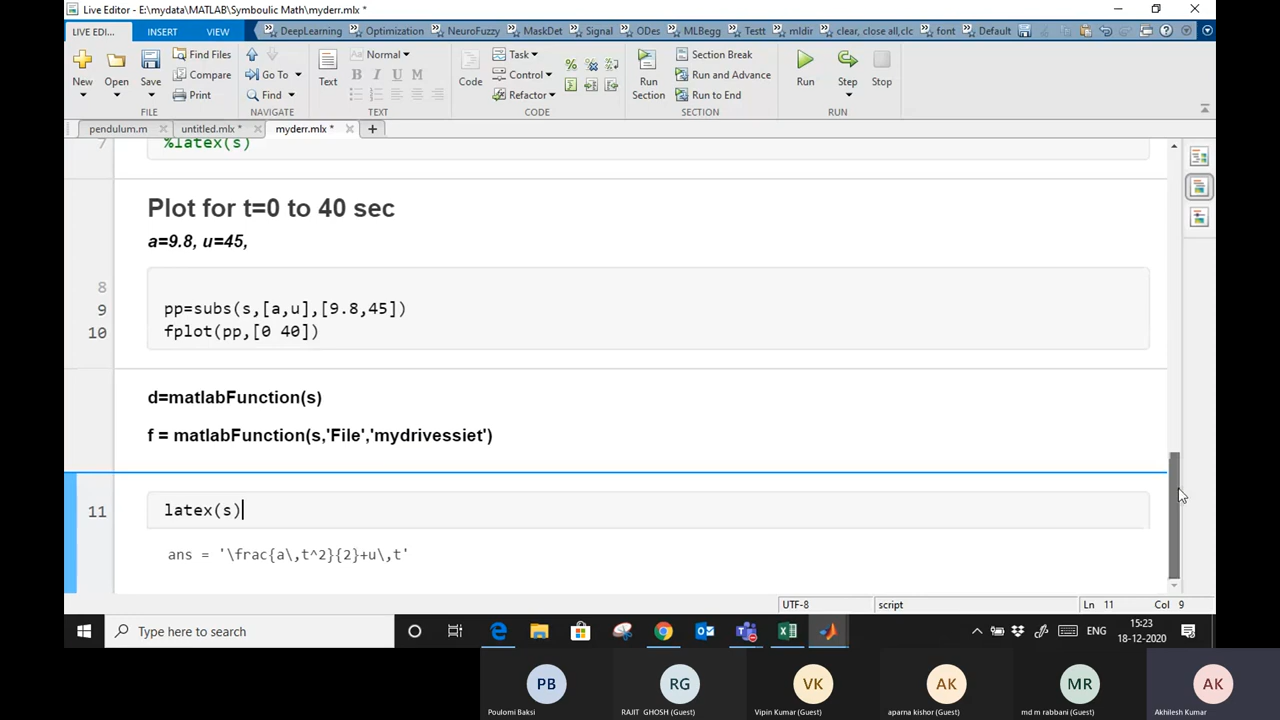 Live Editor - E:\mydata\MATLAB\Symboulic Math\myderr.mlx *
LIVE EDI... INSERT VIEW DeepLearning Optimization NeuroFuzzy MaskDet Signal ODes MLBegg Testt mldir clear, close all,clc font Default
New Open Save Find Files Compare Print Go To Find Text Normal B I U M Code Task Control Refactor Run Section Section Break Run and Advance Run to End Run Step Stop
FILE NAVIGATE TEXT CODE SECTION RUN
pendulum.m untitled.mlx * myderr.mlx *
7 %latex(s)
Plot for t=0 to 40 sec
a=9.8, u=45,
8
9 pp=subs(s,[a,u],[9.8,45])
10 fplot(pp,[0 40])
d=matlabFunction(s)
f = matlabFunction(s,'File','mydrivessiet')
11 latex(s)
ans = '\frac{a\,t^2}{2}+u\,t'
UTF-8 script Ln 11 Col 9
Type here to search ENG 15:23
18-12-2020
PB RG VK AK MR AK
Poulomi Baksi RAJIT GHOSH (Guest) Vipin Kumar (Guest) aparna kishor (Guest) md m rabbani (Guest) Akhilesh Kumar